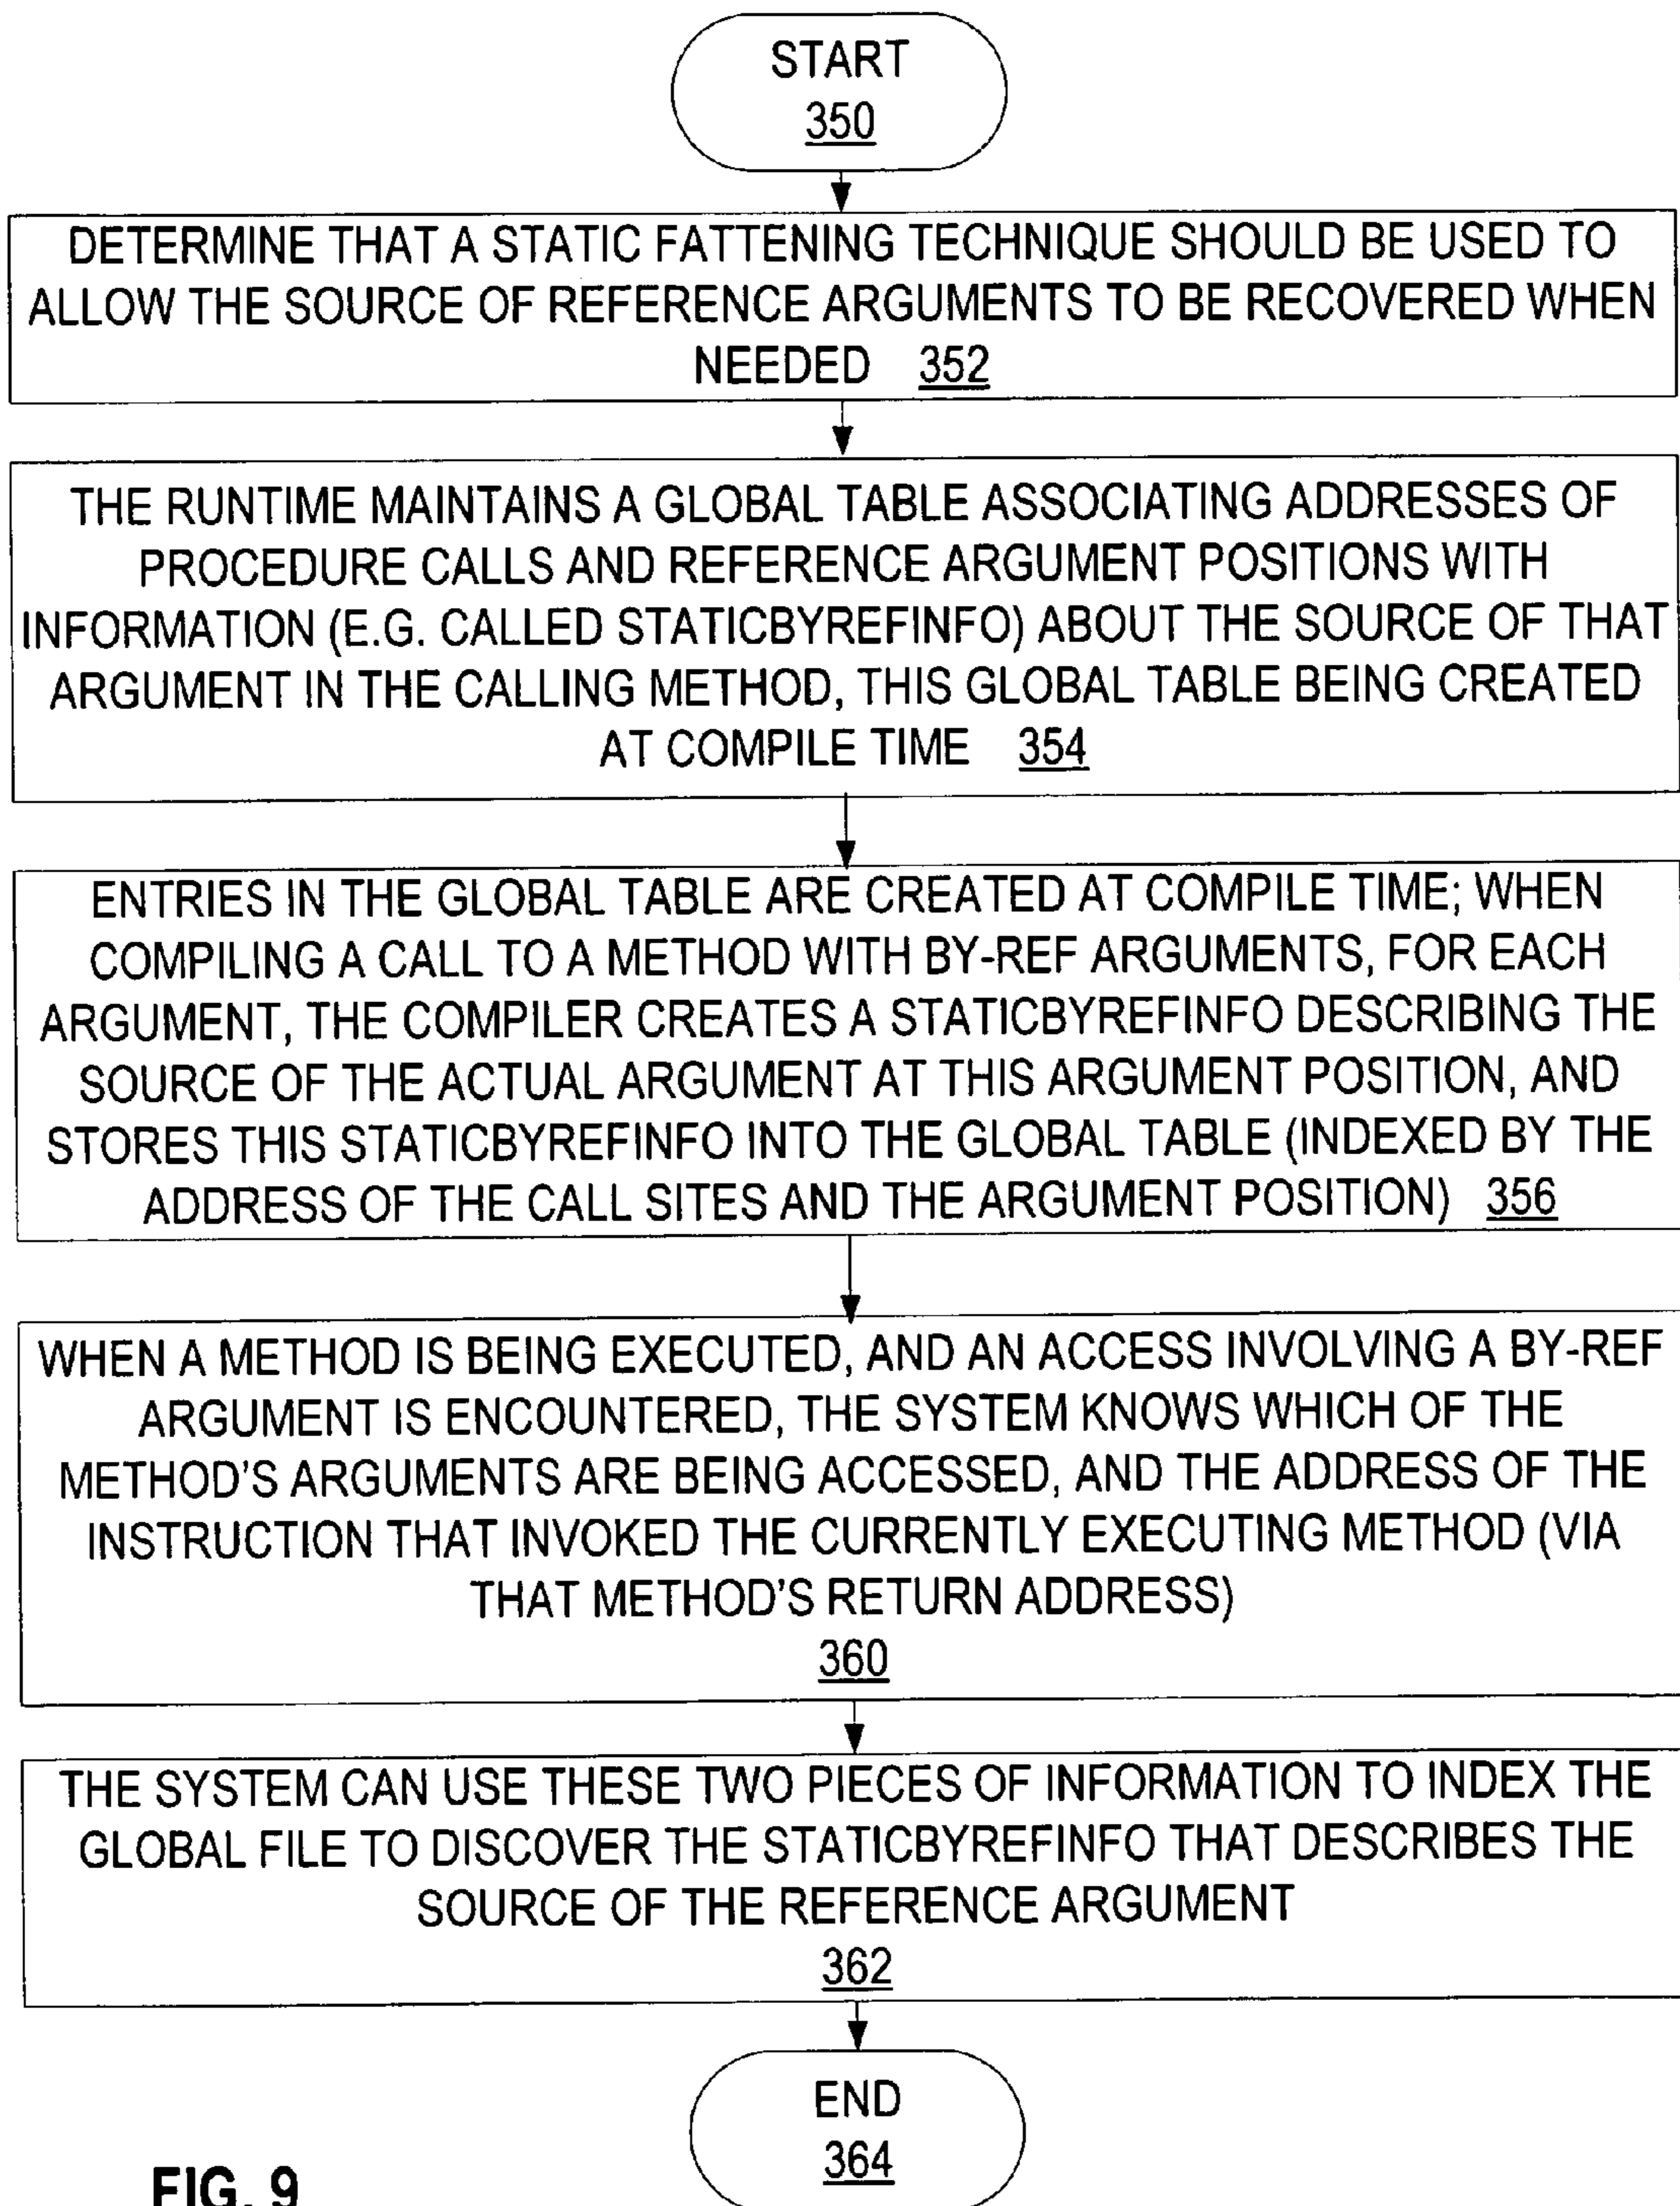 START
350
DETERMINE THAT A STATIC FATTENING TECHNIQUE SHOULD BE USED TO
ALLOW THE SOURCE OF REFERENCE ARGUMENTS TO BE RECOVERED WHEN
NEEDED 352
THE RUNTIME MAINTAINS A GLOBAL TABLE ASSOCIATING ADDRESSES OF
PROCEDURE CALLS AND REFERENCE ARGUMENT POSITIONS WITH
INFORMATION (E.G. CALLED STATICBYREFINFO) ABOUT THE SOURCE OF THAT
ARGUMENT IN THE CALLING METHOD, THIS GLOBAL TABLE BEING CREATED
AT COMPILE TIME 354
ENTRIES IN THE GLOBAL TABLE ARE CREATED AT COMPILE TIME; WHEN
COMPILING A CALL TO A METHOD WITH BY-REF ARGUMENTS, FOR EACH
ARGUMENT, THE COMPILER CREATES A STATICBYREFINFO DESCRIBING THE
SOURCE OF THE ACTUAL ARGUMENT AT THIS ARGUMENT POSITION, AND
STORES THIS STATICBYREFINFO INTO THE GLOBAL TABLE (INDEXED BY THE
ADDRESS OF THE CALL SITES AND THE ARGUMENT POSITION) 356
WHEN A METHOD IS BEING EXECUTED, AND AN ACCESS INVOLVING A BY-REF
ARGUMENT IS ENCOUNTERED, THE SYSTEM KNOWS WHICH OF THE
METHOD'S ARGUMENTS ARE BEING ACCESSED, AND THE ADDRESS OF THE
INSTRUCTION THAT INVOKED THE CURRENTLY EXECUTING METHOD (VIA
THAT METHOD'S RETURN ADDRESS)
360
THE SYSTEM CAN USE THESE TWO PIECES OF INFORMATION TO INDEX THE
GLOBAL FILE TO DISCOVER THE STATICBYREFINFO THAT DESCRIBES THE
SOURCE OF THE REFERENCE ARGUMENT
362
END
364
FIG. 9